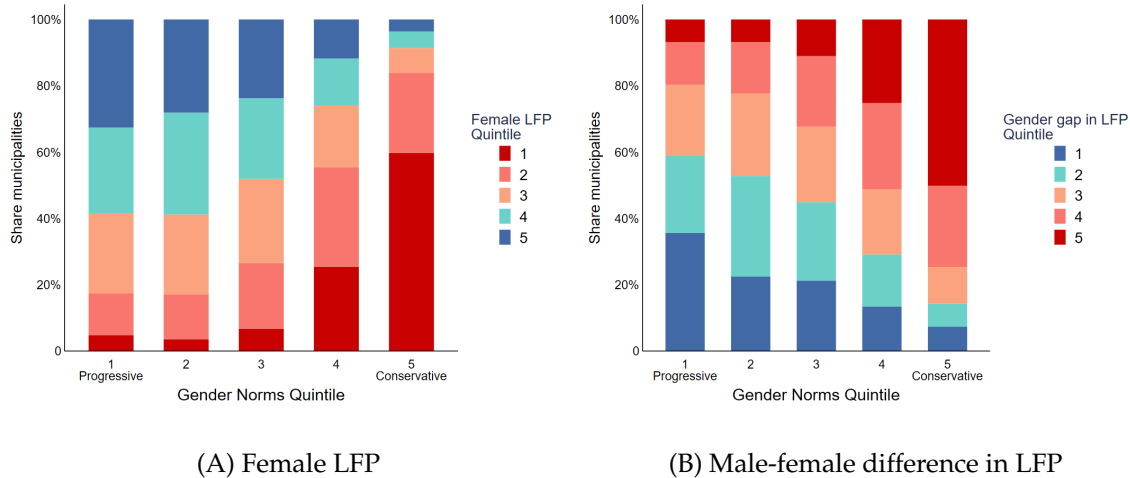 100%
80%
60%
40%
20%
0
Share municipalities
1
Progressive
2
3
4
5
Conservative
Gender Norms Quintile
Female LFP
Quintile
1
2
3
4
5
(A) Female LFP
100%
80%
60%
40%
20%
0
Share municipalities
1
Progressive
2
3
4
5
Conservative
Gender Norms Quintile
Gender gap in LFP
Quintile
1
2
3
4
5
(B) Male-female difference in LFP